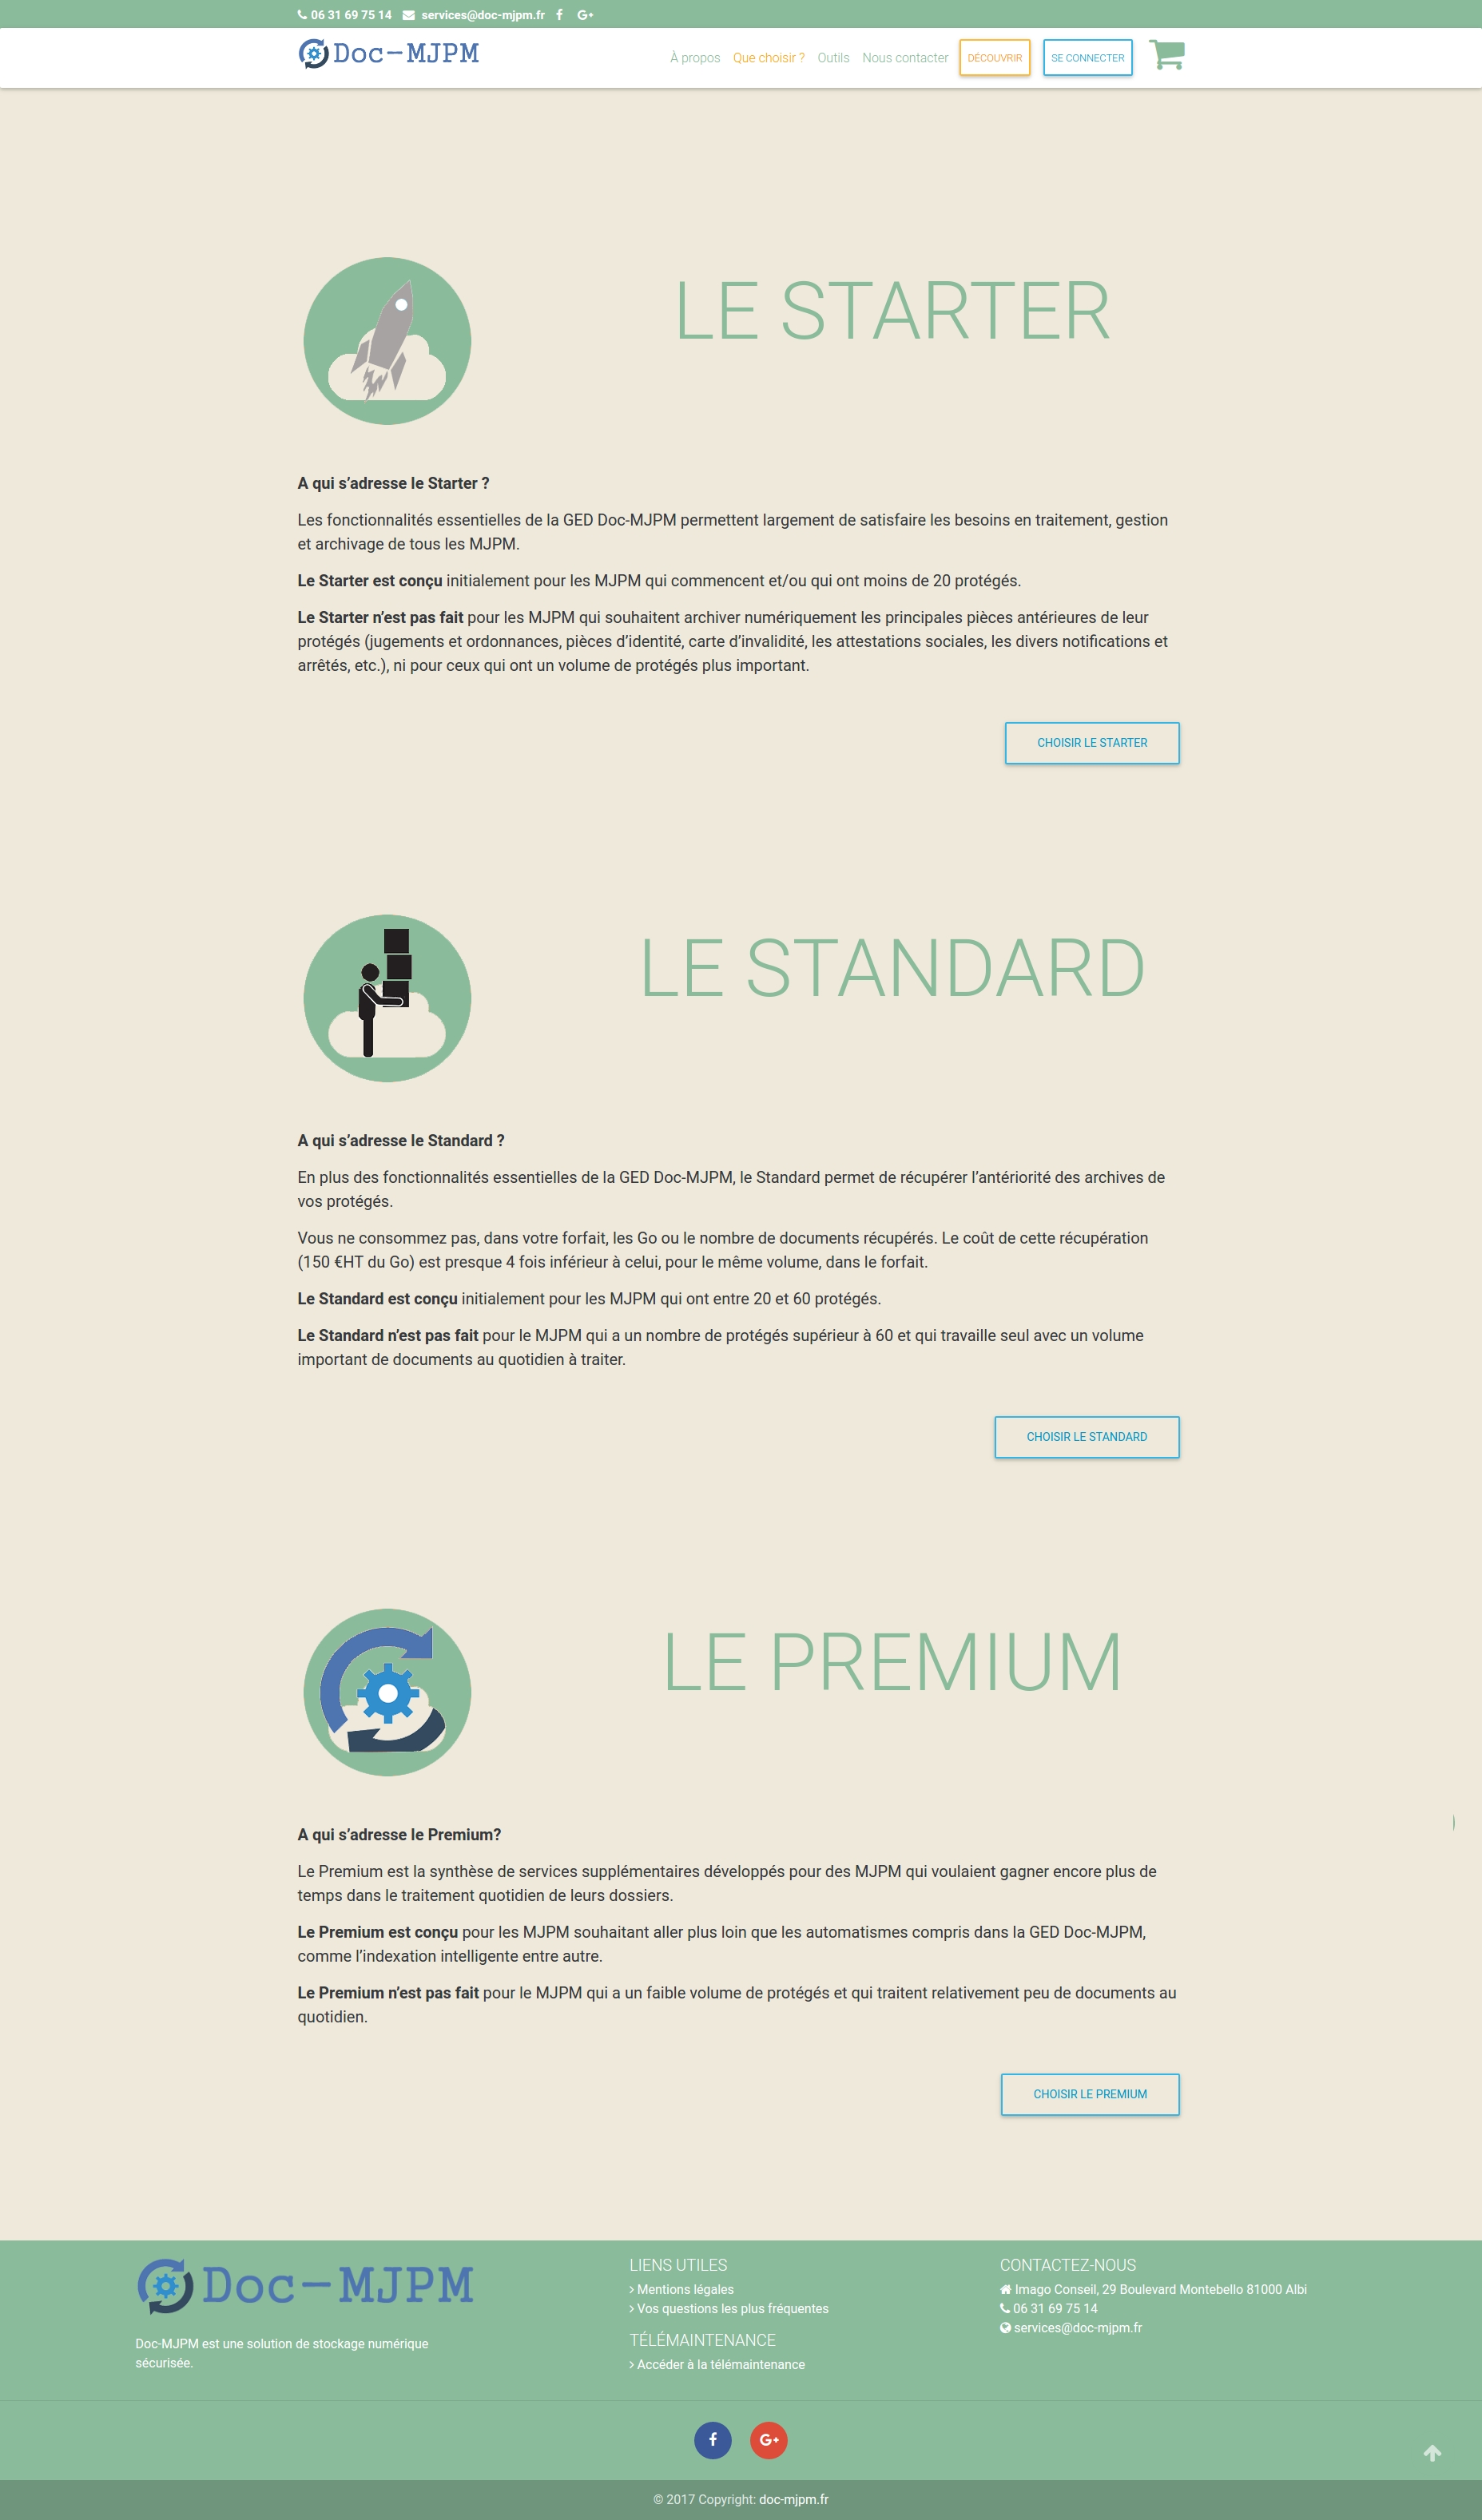 06 31 69 75 14 services@doc-mjpm.fr
Doc-MJPM
À propos Que choisir ? Outils Nous contacter DÉCOUVRIR SE CONNECTER
LE STARTER
A qui s’adresse le Starter ?
Les fonctionnalités essentielles de la GED Doc-MJPM permettent largement de satisfaire les besoins en traitement, gestion
et archivage de tous les MJPM.
Le Starter est conçu initialement pour les MJPM qui commencent et/ou qui ont moins de 20 protégés.
Le Starter n’est pas fait pour les MJPM qui souhaitent archiver numériquement les principales pièces antérieures de leur
protégés (jugements et ordonnances, pièces d’identité, carte d’invalidité, les attestations sociales, les divers notifications et
arrêtés, etc.), ni pour ceux qui ont un volume de protégés plus important.
CHOISIR LE STARTER
LE STANDARD
A qui s’adresse le Standard ?
En plus des fonctionnalités essentielles de la GED Doc-MJPM, le Standard permet de récupérer l’antériorité des archives de
vos protégés.
Vous ne consommez pas, dans votre forfait, les Go ou le nombre de documents récupérés. Le coût de cette récupération
(150 €HT du Go) est presque 4 fois inférieur à celui, pour le même volume, dans le forfait.
Le Standard est conçu initialement pour les MJPM qui ont entre 20 et 60 protégés.
Le Standard n’est pas fait pour le MJPM qui a un nombre de protégés supérieur à 60 et qui travaille seul avec un volume
important de documents au quotidien à traiter.
CHOISIR LE STANDARD
LE PREMIUM
A qui s’adresse le Premium?
Le Premium est la synthèse de services supplémentaires développés pour des MJPM qui voulaient gagner encore plus de
temps dans le traitement quotidien de leurs dossiers.
Le Premium est conçu pour les MJPM souhaitant aller plus loin que les automatismes compris dans la GED Doc-MJPM,
comme l’indexation intelligente entre autre.
Le Premium n’est pas fait pour le MJPM qui a un faible volume de protégés et qui traitent relativement peu de documents au
quotidien.
CHOISIR LE PREMIUM
Doc-MJPM
Doc-MJPM est une solution de stockage numérique
sécurisée.
LIENS UTILES
Mentions légales
Vos questions les plus fréquentes
TÉLÉMAINTENANCE
Accéder à la télémaintenance
CONTACTEZ-NOUS
Imago Conseil, 29 Boulevard Montebello 81000 Albi
06 31 69 75 14
services@doc-mjpm.fr
© 2017 Copyright: doc-mjpm.fr